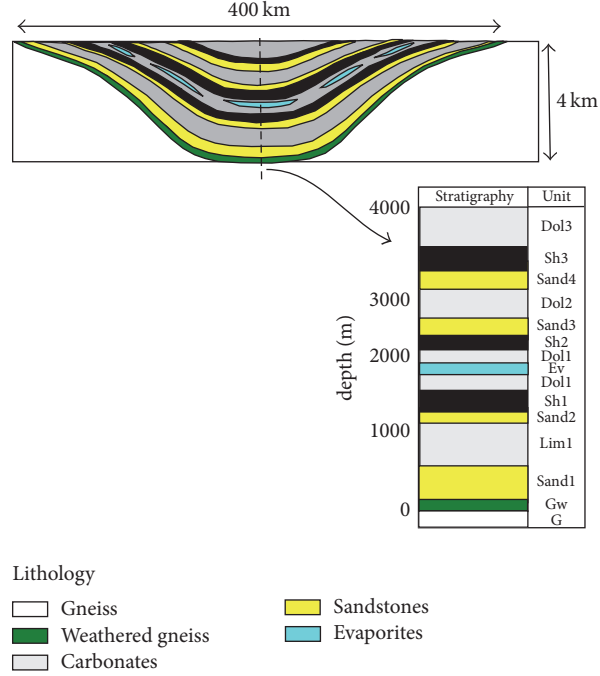 400 km
4 km
Stratigraphy Unit
4000
Dol3
Sh3
Sand4
3000
Dol2
Sand3
Sh2
2000
Dol1
Ev
Dol1
Sh1
Sand2
1000
Lim1
Sand1
Gw
0
G
depth (m)
Lithology
Gneiss
Sandstones
Weathered gneiss
Evaporites
Carbonates